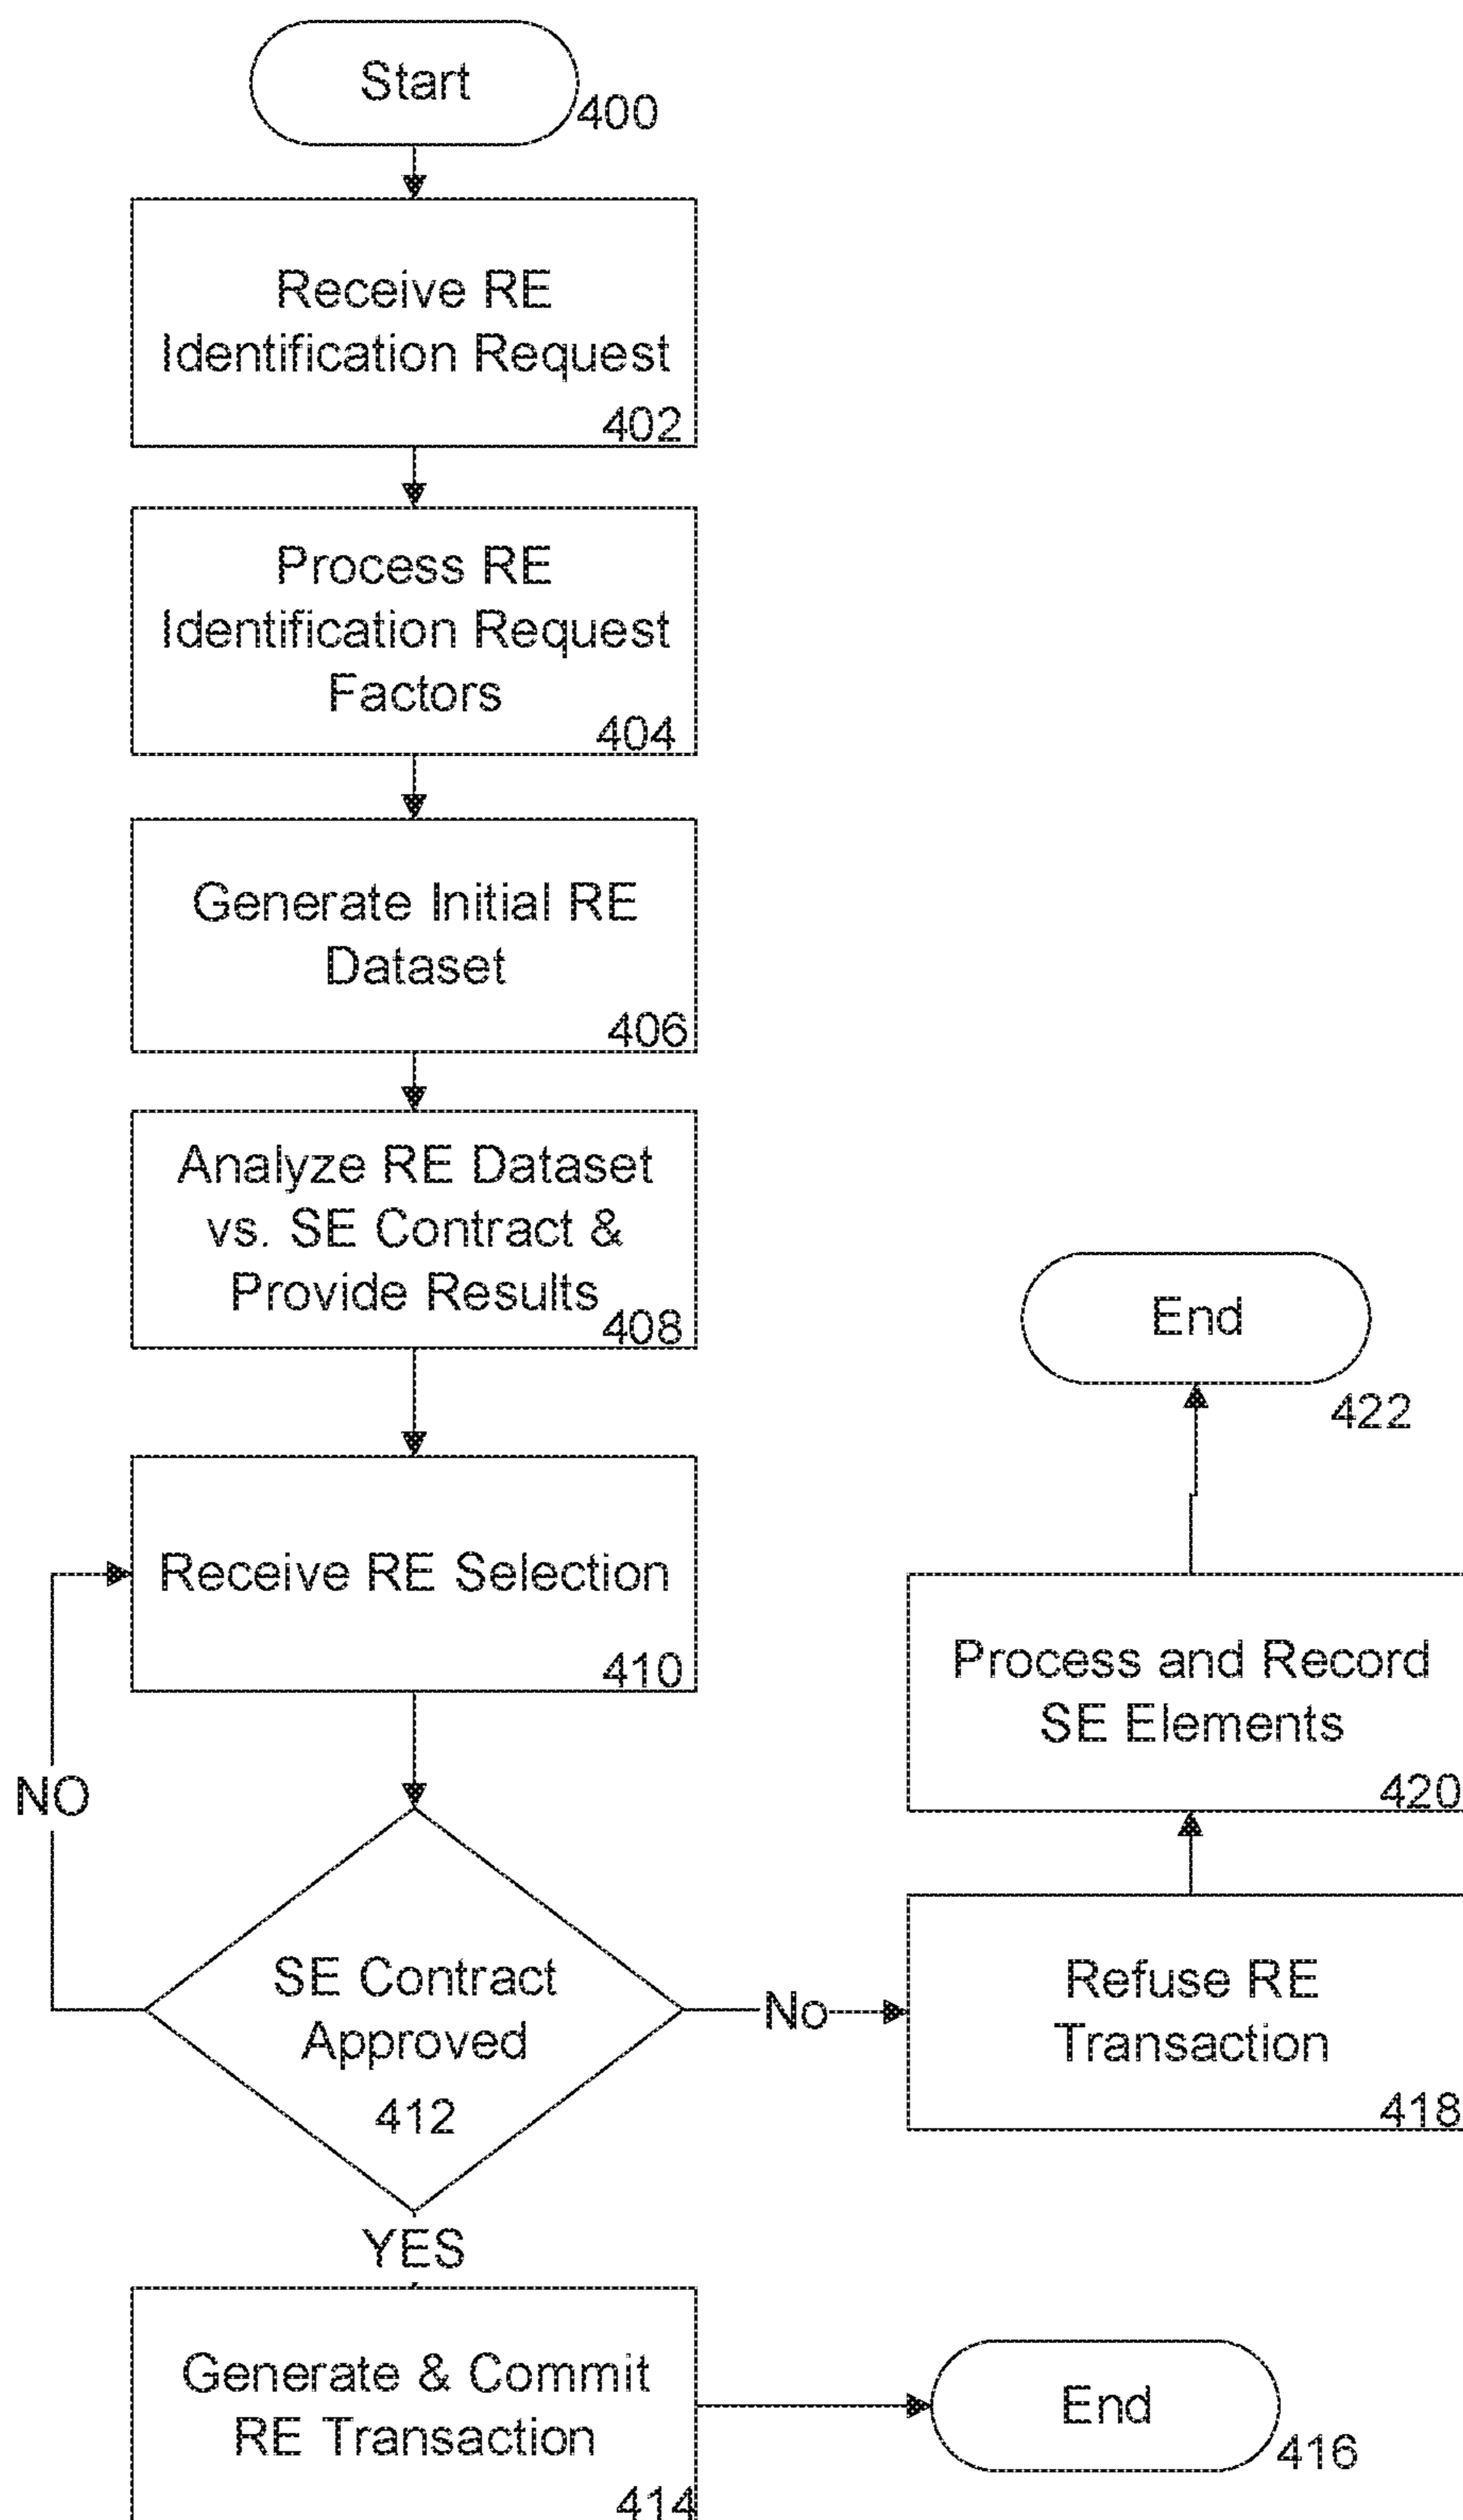 Start
400
Receive RE
Identification Request
402
Process RE
Identification Request
Factors
404
Generate Initial RE
Dataset
406
Analyze RE Dataset
vs. SE Contract &
Provide Results
408
Receive RE Selection
410
NO
SE Contract
Approved
412
YES
Generate & Commit
RE Transaction
414
End
416
No
Refuse RE
Transaction
418
Process and Record
SE Elements
420
End
422